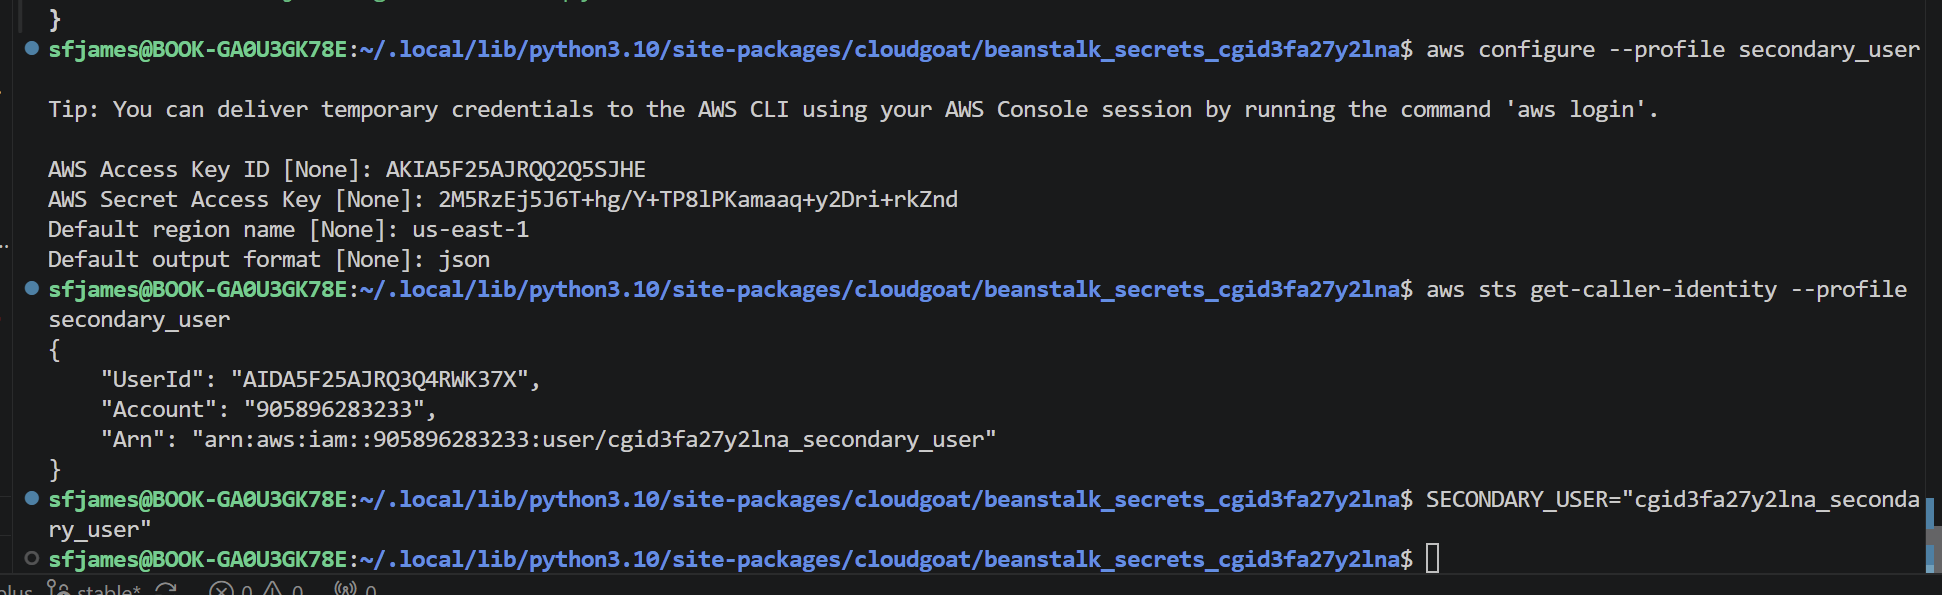 }
sfjames@BOOK-GA0U3GK78E:~/.local/lib/python3.10/site-packages/cloudgoat/beanstalk_secrets_cgid3fa27y2lna$ aws configure --profile secondary_user
Tip: You can deliver temporary credentials to the AWS CLI using your AWS Console session by running the command 'aws login'.
AWS Access Key ID [None]: AKIA5F25AJRQQ2Q5SJHE
AWS Secret Access Key [None]: 2M5RzEj5J6T+hg/Y+TP8lPKamaaq+y2Dri+rkZnd
Default region name [None]: us-east-1
Default output format [None]: json
sfjames@BOOK-GA0U3GK78E:~/.local/lib/python3.10/site-packages/cloudgoat/beanstalk_secrets_cgid3fa27y2lna$ aws sts get-caller-identity --profile
secondary_user
{
    "UserId": "AIDA5F25AJRQ3Q4RWK37X",
    "Account": "905896283233",
    "Arn": "arn:aws:iam::905896283233:user/cgid3fa27y2lna_secondary_user"
}
sfjames@BOOK-GA0U3GK78E:~/.local/lib/python3.10/site-packages/cloudgoat/beanstalk_secrets_cgid3fa27y2lna$ SECONDARY_USER="cgid3fa27y2lna_seconda
ry_user"
sfjames@BOOK-GA0U3GK78E:~/.local/lib/python3.10/site-packages/cloudgoat/beanstalk_secrets_cgid3fa27y2lna$
stable* 0 0 0